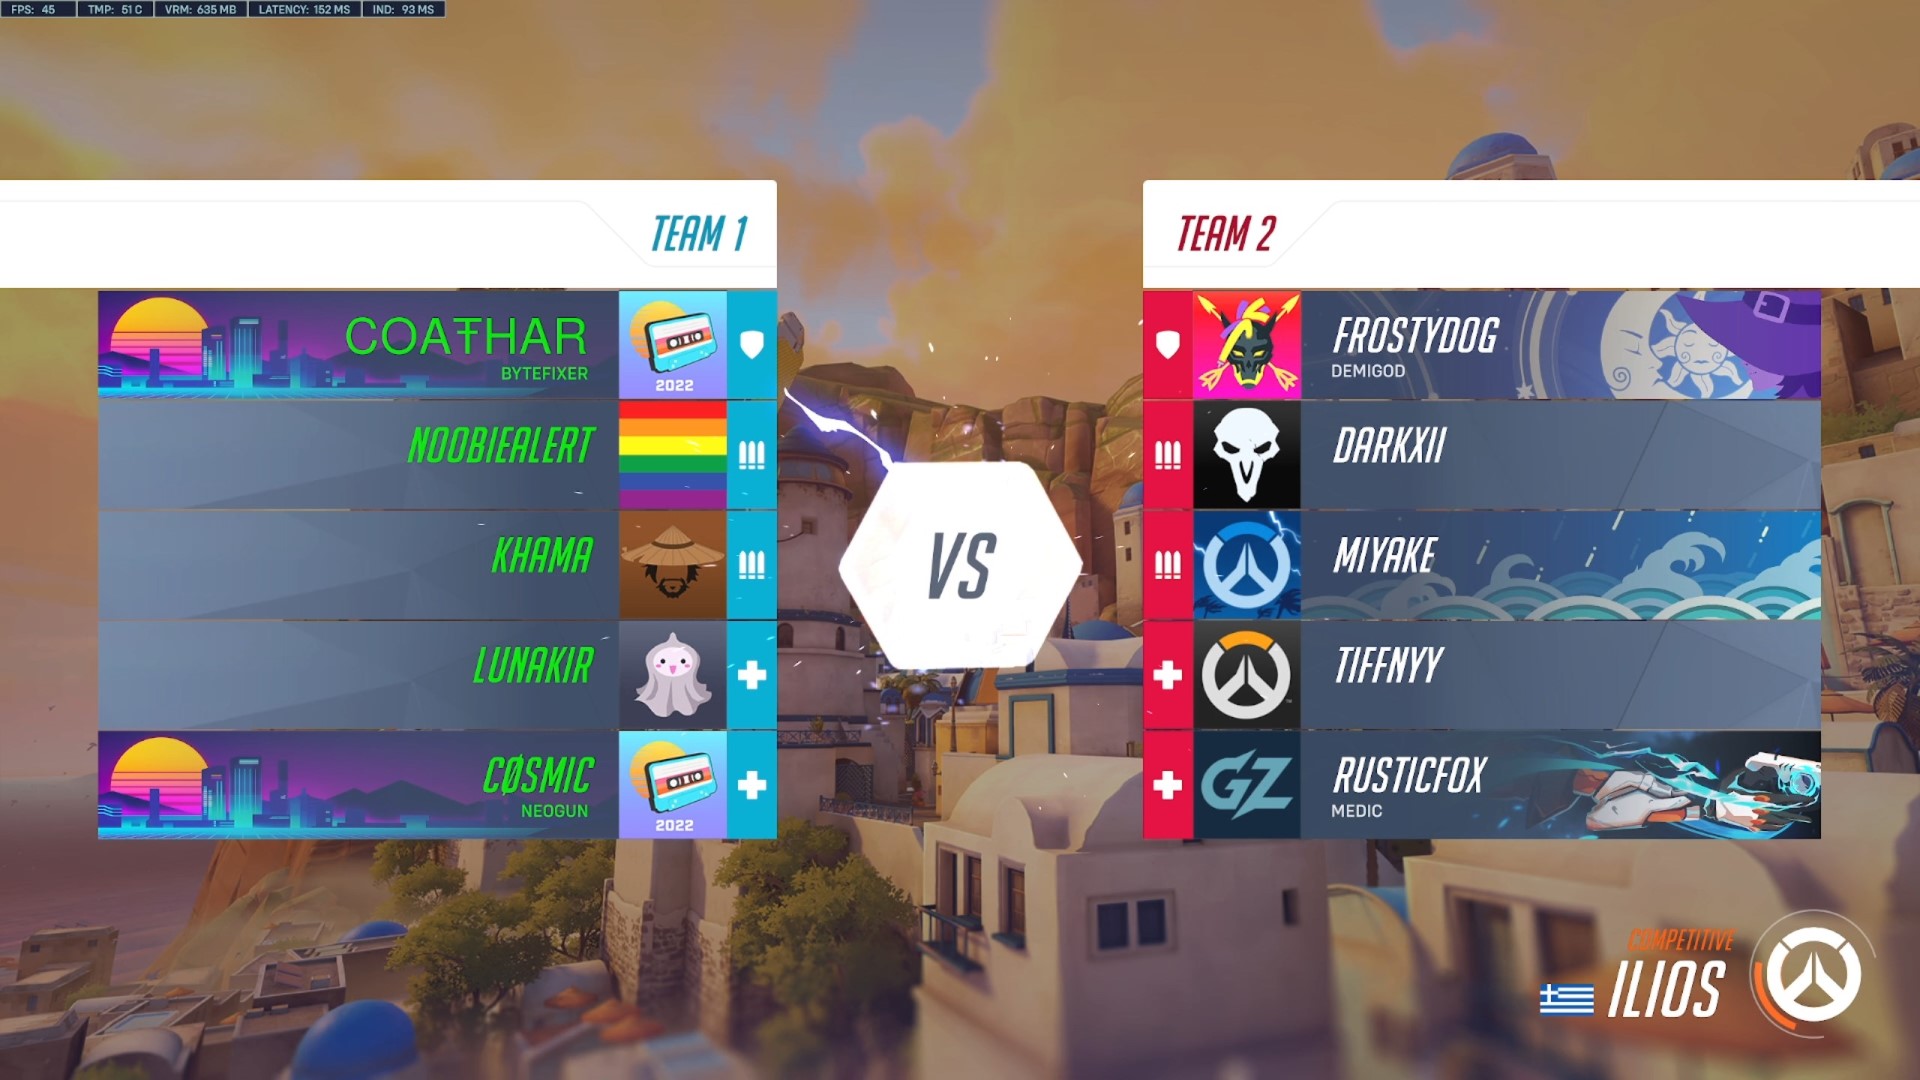 FPS: 45 TMP: 51 C VRM: 635 MB LATENCY: 152 MS IND: 93 MS
TEAM 1
COAŦHAR
BYTEFIXER
2022
NOOBIEALERT
KHAMA
LUNAKIR
CØSMIC
NEOGUN
2022
VS
TEAM 2
FROSTYDOG
DEMIGOD
DARKXII
MIYAKE
TIFFNYY
GZ
RUSTICFOX
MEDIC
COMPETITIVE
ILIOS